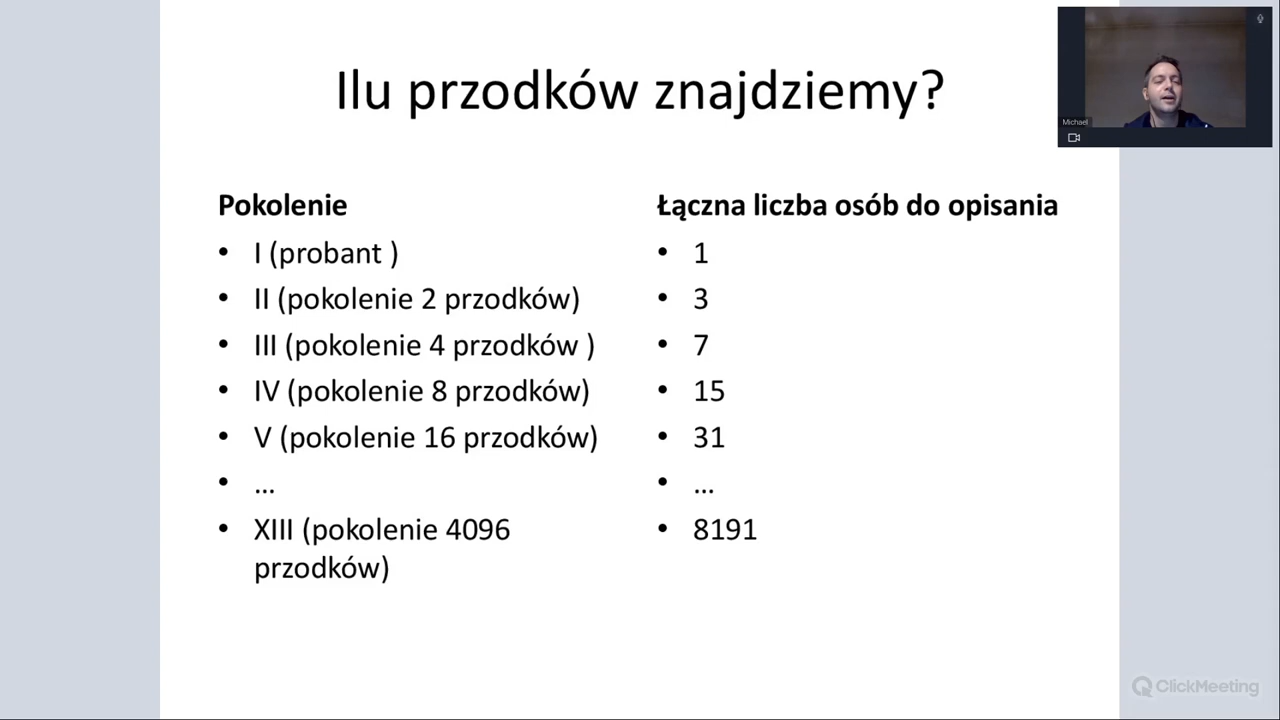 Ilu przodków znajdziemy?
Michael
Pokolenie
• I (probant )
• II (pokolenie 2 przodków)
• III (pokolenie 4 przodków )
• IV (pokolenie 8 przodków)
• V (pokolenie 16 przodków)
• ...
• XIII (pokolenie 4096
przodków)
Łączna liczba osób do opisania
• 1
• 3
• 7
• 15
• 31
• ...
• 8191
ClickMeeting